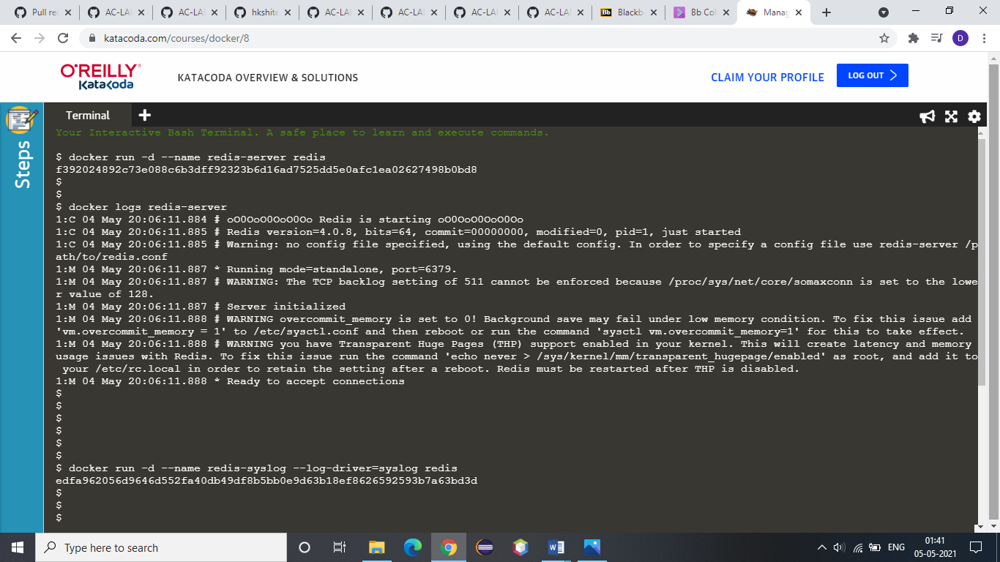 Pull re
AC-LA
AC-LA
hkshite
AC-LA
AC-LA
AC-LA
AC-LA
Bb Blackb
Bb Co
Manag
katacoda.com/courses/docker/8
D
O'REILLY
Katacoda
KATACODA OVERVIEW & SOLUTIONS
CLAIM YOUR PROFILE
LOG OUT
Steps
Terminal
Your Interactive Bash Terminal. A safe place to learn and execute commands.
$ docker run -d --name redis-server redis
f392024892c73e088c6b3dff92323b6d16ad7525dd5e0afc1ea02627498b0bd8
$
$
$ docker logs redis-server
1:C 04 May 20:06:11.884 # oO0OoO0OoO0Oo Redis is starting oO0OoO0OoO0Oo
1:C 04 May 20:06:11.885 # Redis version=4.0.8, bits=64, commit=00000000, modified=0, pid=1, just started
1:C 04 May 20:06:11.885 # Warning: no config file specified, using the default config. In order to specify a config file use redis-server /p
ath/to/redis.conf
1:M 04 May 20:06:11.887 * Running mode=standalone, port=6379.
1:M 04 May 20:06:11.887 # WARNING: The TCP backlog setting of 511 cannot be enforced because /proc/sys/net/core/somaxconn is set to the lowe
r value of 128.
1:M 04 May 20:06:11.887 # Server initialized
1:M 04 May 20:06:11.888 # WARNING overcommit_memory is set to 0! Background save may fail under low memory condition. To fix this issue add
'vm.overcommit_memory = 1' to /etc/sysctl.conf and then reboot or run the command 'sysctl vm.overcommit_memory=1' for this to take effect.
1:M 04 May 20:06:11.888 # WARNING you have Transparent Huge Pages (THP) support enabled in your kernel. This will create latency and memory
usage issues with Redis. To fix this issue run the command 'echo never > /sys/kernel/mm/transparent_hugepage/enabled' as root, and add it to
your /etc/rc.local in order to retain the setting after a reboot. Redis must be restarted after THP is disabled.
1:M 04 May 20:06:11.888 * Ready to accept connections
$
$
$
$
$
$
$ docker run -d --name redis-syslog --log-driver=syslog redis
edfa962056d9646d552fa40db49df8b5bb0e9d63b18ef8626592593b7a63bd3d
$
$
$
Type here to search
ENG
01:41
05-05-2021